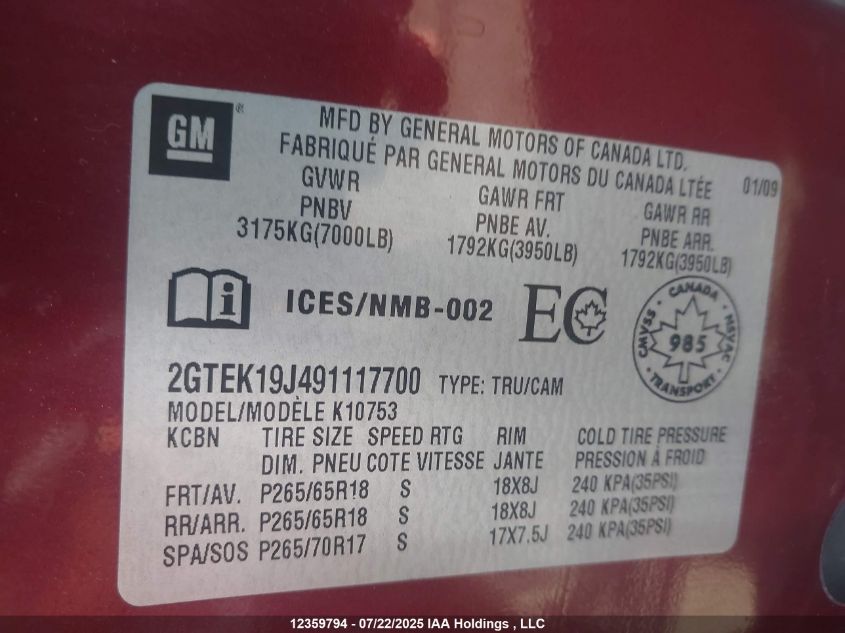 GM ®
MFD BY GENERAL MOTORS OF CANADA LTD.
FABRIQUÉ PAR GENERAL MOTORS DU CANADA LTÉE
01/09
GVWR GAWR FRT GAWR RR
PNBV PNBE AV. PNBE ARR.
3175KG(7000LB) 1792KG(3950LB) 1792KG(3950LB)
i ICES/NMB-002 EC
CANADA
CMVSS 985 NSVAC
TRANSPORT
2GTEK19J491117700 TYPE: TRU/CAM
MODEL/MODÈLE K10753
KCBN TIRE SIZE SPEED RTG RIM COLD TIRE PRESSURE
DIM. PNEU COTE VITESSE JANTE PRESSION À FROID
FRT/AV. P265/65R18 S 18X8J 240 KPA(35PSI)
RR/ARR. P265/65R18 S 18X8J 240 KPA(35PSI)
SPA/SOS P265/70R17 S 17X7.5J 240 KPA(35PSI)
12359794 - 07/22/2025 IAA Holdings , LLC